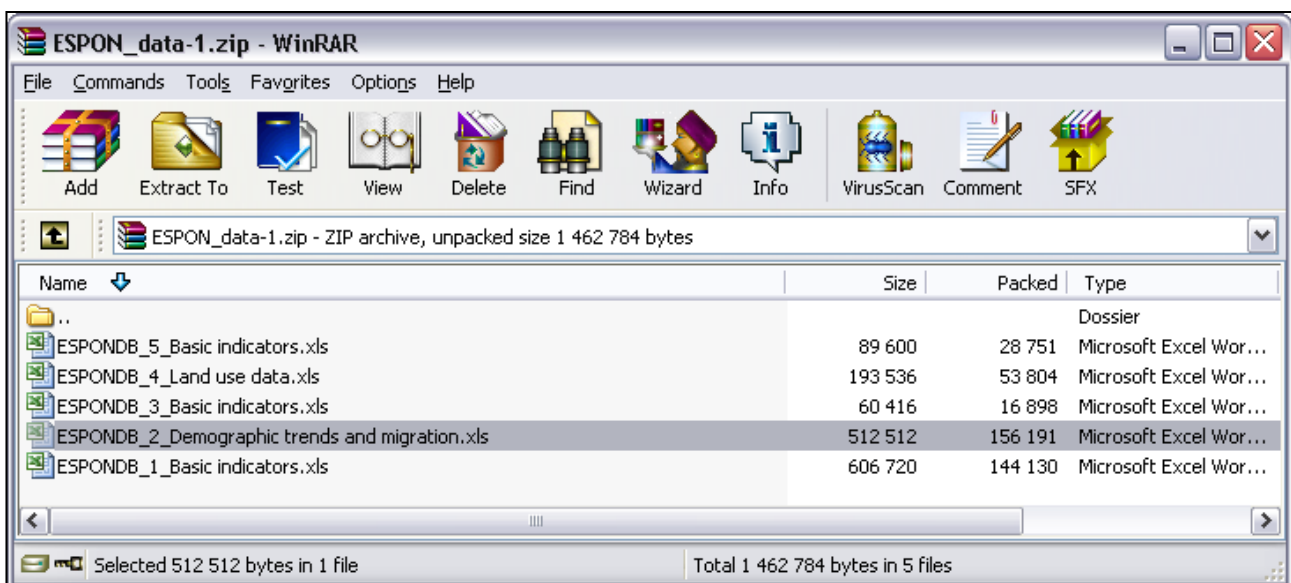 ESPON_data-1.zip - WinRAR
File Commands Tools Favorites Options Help
Add Extract To Test View Delete Find Wizard Info VirusScan Comment SFX
ESPON_data-1.zip - ZIP archive, unpacked size 1 462 784 bytes
Name Size Packed Type
.. Dossier
ESPONDB_5_Basic indicators.xls 89 600 28 751 Microsoft Excel Wor...
ESPONDB_4_Land use data.xls 193 536 53 804 Microsoft Excel Wor...
ESPONDB_3_Basic indicators.xls 60 416 16 898 Microsoft Excel Wor...
ESPONDB_2_Demographic trends and migration.xls 512 512 156 191 Microsoft Excel Wor...
ESPONDB_1_Basic indicators.xls 606 720 144 130 Microsoft Excel Wor...
Selected 512 512 bytes in 1 file Total 1 462 784 bytes in 5 files